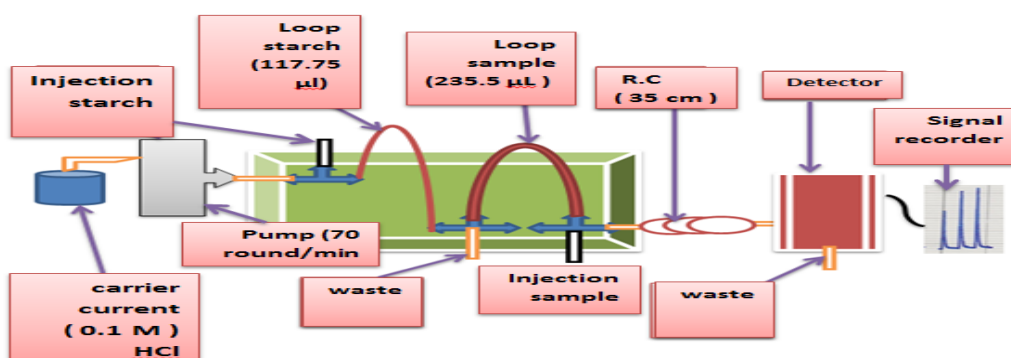 Injection
starch
Loop
starch
(117.75
µl)
Loop
sample
(235.5 µL )
R.C
( 35 cm )
Detector
Signal
recorder
Pump (70
round/min
carrier
current
( 0.1 M )
HCl
waste
Injection
sample
waste